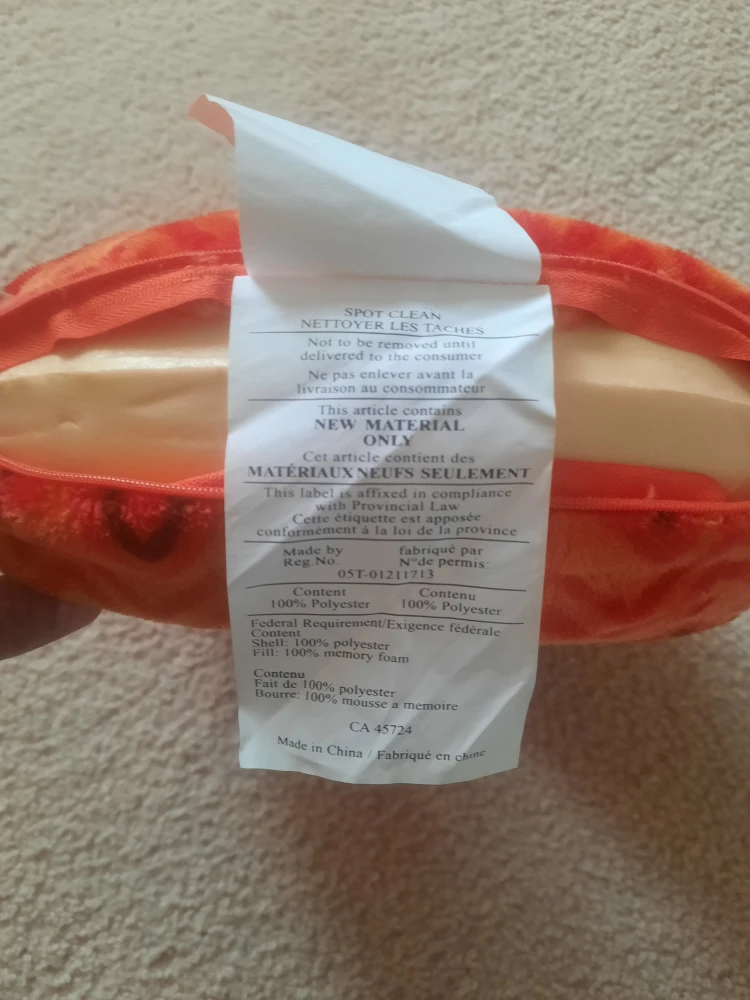 SPOT CLEAN
NETTOYER LES TACHES
Not to be removed until
delivered to the consumer
Ne pas enlever avant la
livraison au consommateur
This article contains
NEW MATERIAL
ONLY
Cet article contient des
MATÉRIAUX NEUFS SEULEMENT
This label is affixed in compliance
with Provincial Law
Cette étiquette est apposée
conformément à la loi de la province
Made by fabriqué par
Reg.No. N°de permis:
05T-01211713
Content Contenu
100% Polyester 100% Polyester
Federal Requirement/Exigence fédérale
Content
Shell: 100% polyester
Fill: 100% memory foam
Contenu
Fait de 100% polyester
Bourre: 100% mousse a memoire
CA 45724
Made in China / Fabriqué en chine